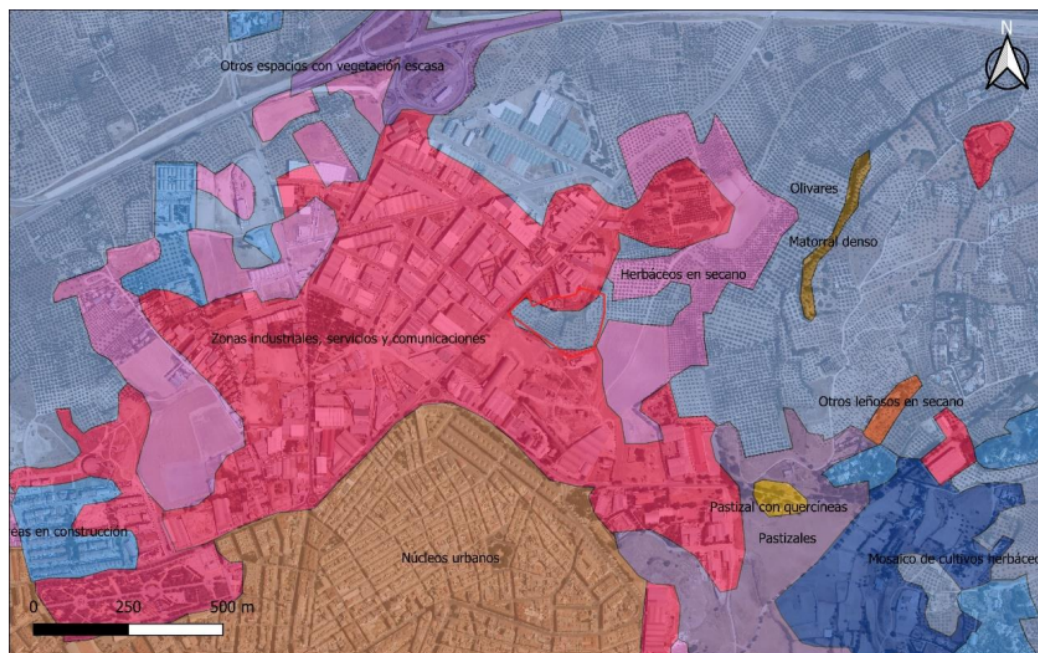 N
Otros espacios con vegetación escasa
Olivares
Matorral denso
Herbáceos en secano
Zonas industriales, servicios y comunicaciones
Otros leñosos en secano
Pastizal con quercíneas
eas en construcción
Pastizales
Núcleos urbanos
Mosaico de cultivos herbáceo
0 250 500 m